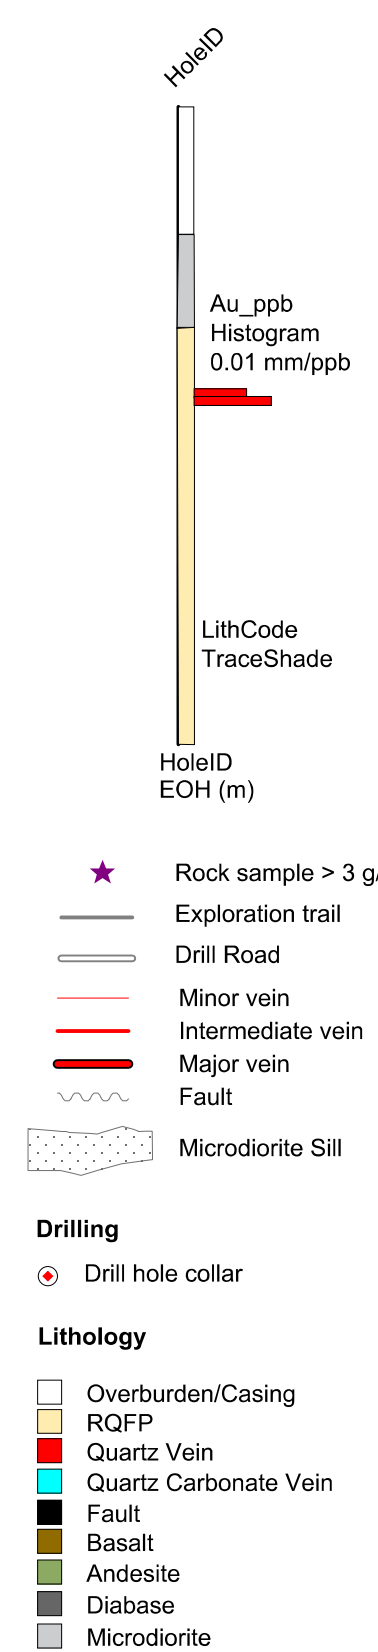 HoleID
Au_ppb
Histogram
0.01 mm/ppb
LithCode
TraceShade
HoleID
EOH (m)
Rock sample > 3 g/
Exploration trail
Drill Road
Minor vein
Intermediate vein
Major vein
Fault
Microdiorite Sill
Drilling
Drill hole collar
Lithology
Overburden/Casing
RQFP
Quartz Vein
Quartz Carbonate Vein
Fault
Basalt
Andesite
Diabase
Microdiorite